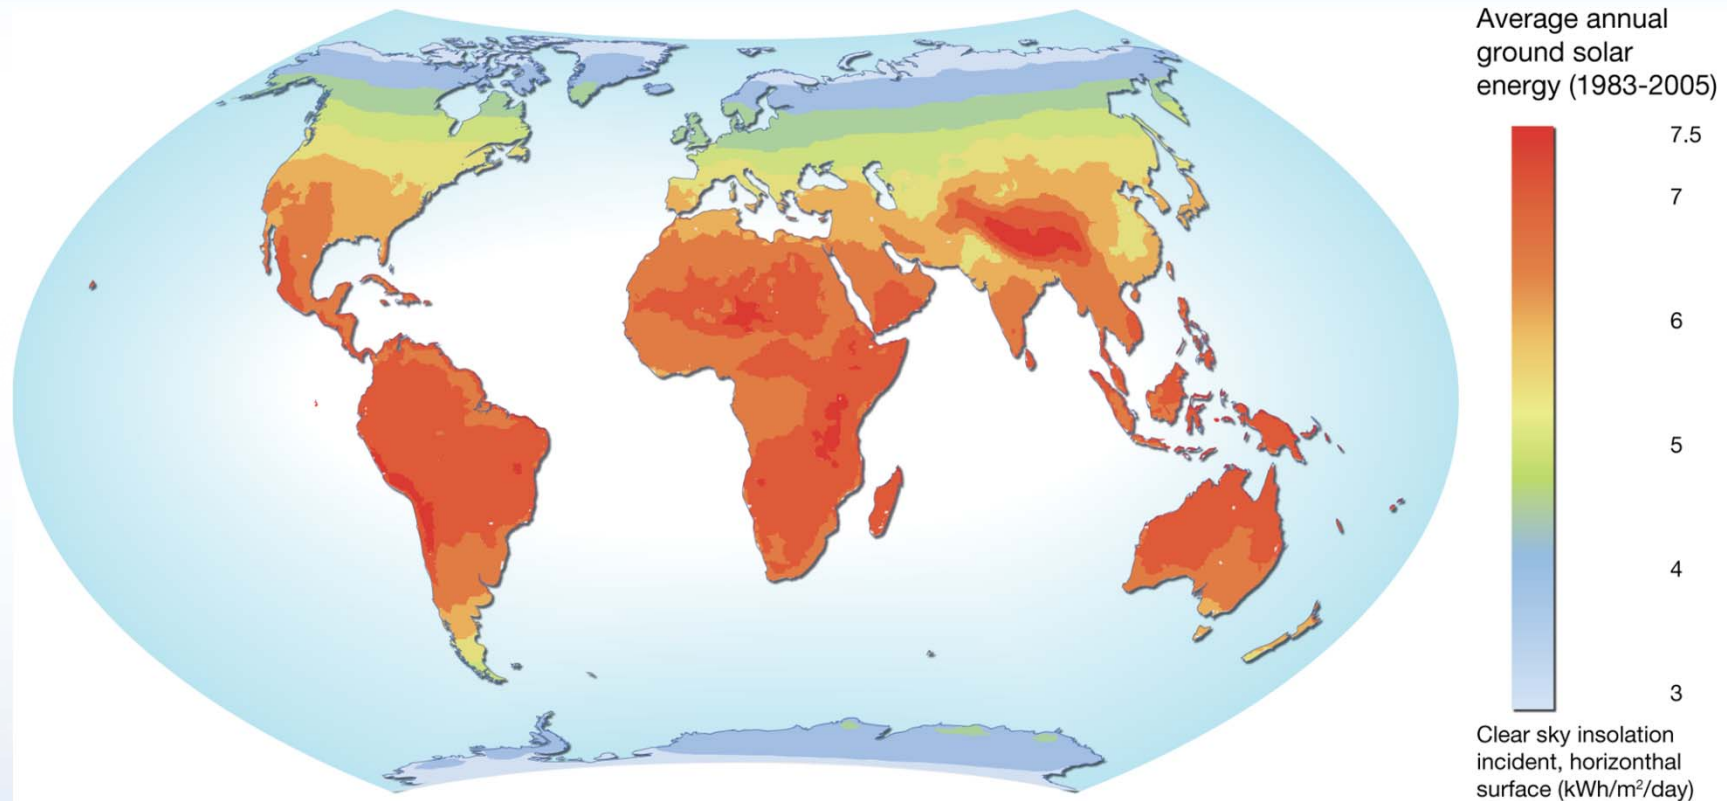 Average annual
ground solar
energy (1983-2005)
7.5
7
6
5
4
3
Clear sky insolation
incident, horizonthal
surface (kWh/m²/day)